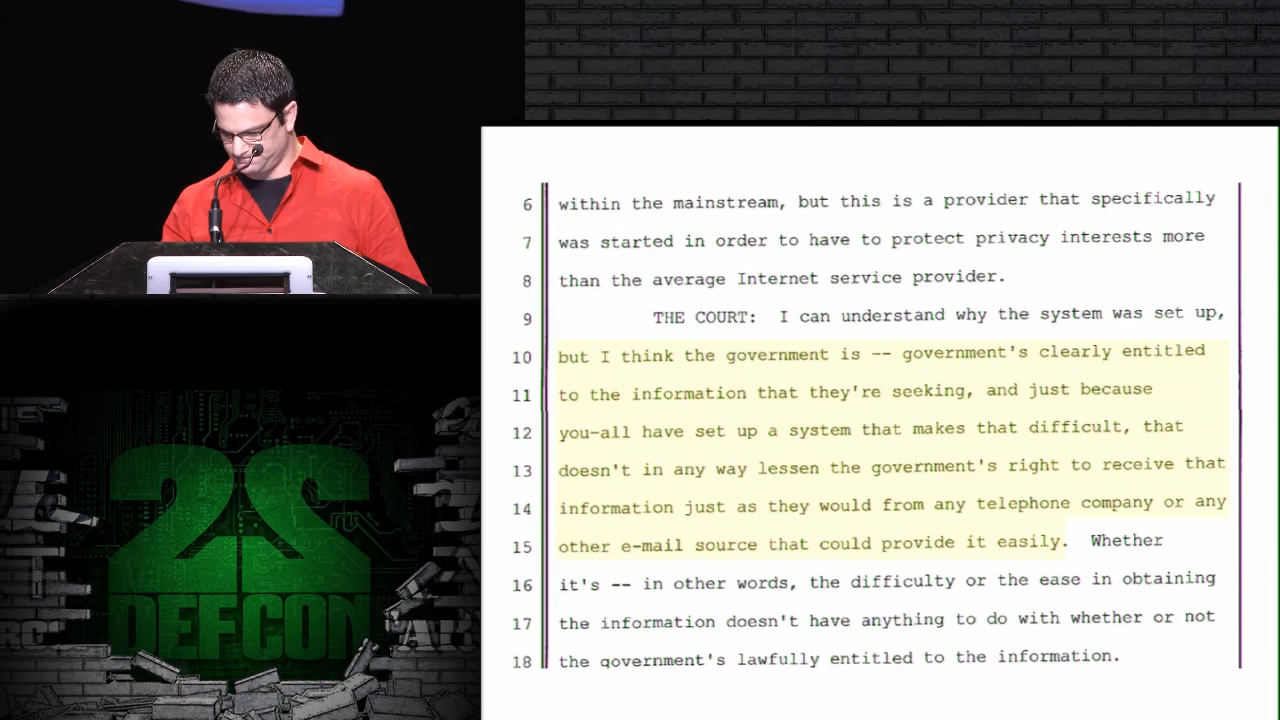 6 within the mainstream, but this is a provider that specifically
7 was started in order to have to protect privacy interests more
8 than the average Internet service provider.
9 THE COURT: I can understand why the system was set up,
10 but I think the government is -- government's clearly entitled
11 to the information that they're seeking, and just because
12 you-all have set up a system that makes that difficult, that
13 doesn't in any way lessen the government's right to receive that
14 information just as they would from any telephone company or any
15 other e-mail source that could provide it easily. Whether
16 it's -- in other words, the difficulty or the ease in obtaining
17 the information doesn't have anything to do with whether or not
18 the government's lawfully entitled to the information.
22
DEFCON